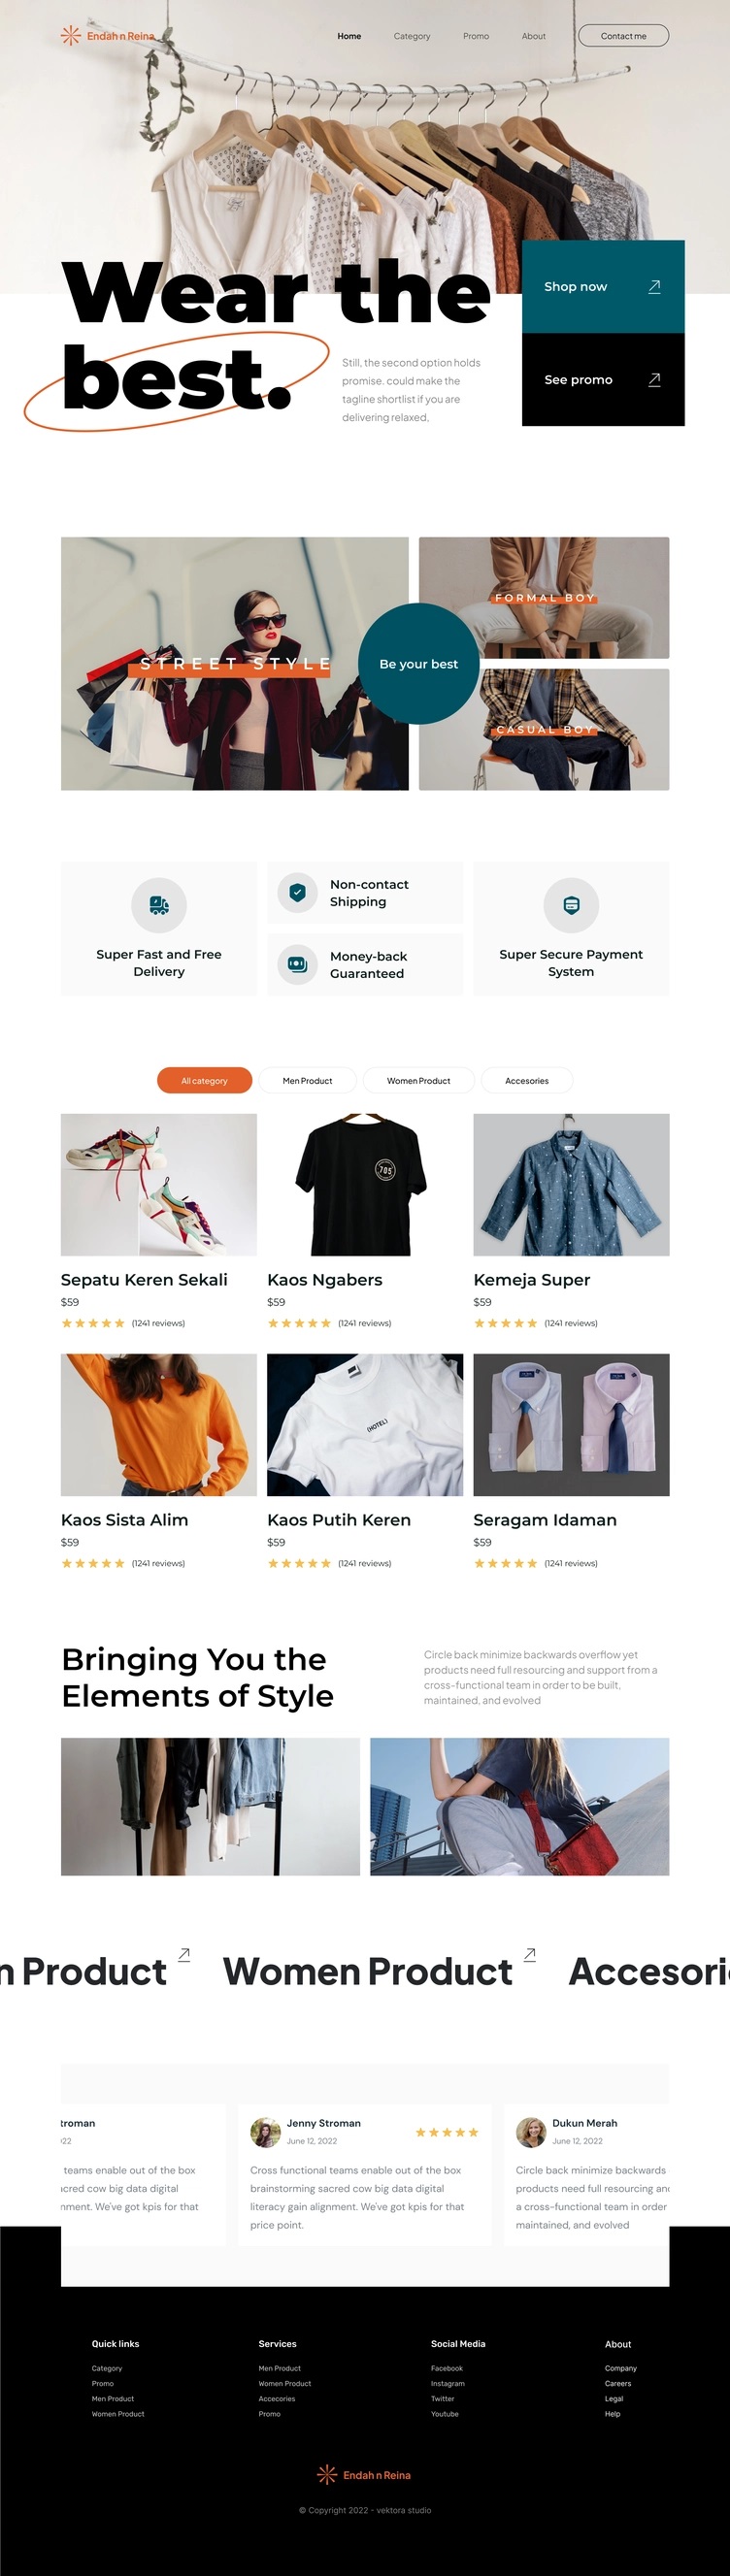 Endah n Reina
Home
Category
Promo
About
Contact me
Wear the
best.
Still, the second option holds
promise. could make the
tagline shortlist if you are
delivering relaxed,
Shop now
See promo
STREET STYLE
FORMAL BOY
Be your best
CASUAL BOY
Super Fast and Free
Delivery
Non-contact
Shipping
Money-back
Guaranteed
Super Secure Payment
System
All category
Men Product
Women Product
Accesories
705
Sepatu Keren Sekali
$59
(1241 reviews)
Kaos Ngabers
$59
(1241 reviews)
Kemeja Super
$59
(1241 reviews)
(HOTEL)
Kaos Sista Alim
$59
(1241 reviews)
Kaos Putih Keren
$59
(1241 reviews)
Seragam Idaman
$59
(1241 reviews)
Bringing You the
Elements of Style
Circle back minimize backwards overflow yet
products need full resourcing and support from a
cross-functional team in order to be built,
maintained, and evolved
n Product
Women Product
Accesori
troman
022
teams enable out of the box
acred cow big data digital
nment. We've got kpis for that
Jenny Stroman
June 12, 2022
Cross functional teams enable out of the box
brainstorming sacred cow big data digital
literacy gain alignment. We've got kpis for that
price point.
Dukun Merah
June 12, 2022
Circle back minimize backwards
products need full resourcing and
a cross-functional team in order
maintained, and evolved
Quick links
Category
Promo
Men Product
Women Product
Services
Men Product
Women Product
Accecories
Promo
Social Media
Facebook
Instagram
Twitter
Youtube
About
Company
Careers
Legal
Help
Endah n Reina
© Copyright 2022 - vektora studio